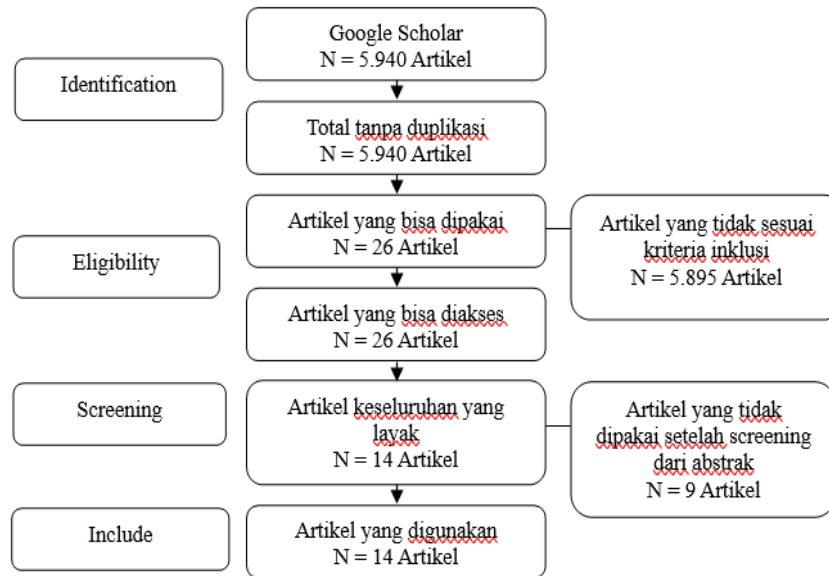 Google Scholar
N = 5.940 Artikel
Identification
Total tanpa duplikasi
N = 5.940 Artikel
Artikel yang bisa dipakai
N = 26 Artikel
Artikel yang tidak sesuai
kriteria inklusi
N = 5.895 Artikel
Eligibility
Artikel yang bisa diakses
N = 26 Artikel
Screening
Artikel keseluruhan yang
layak
N = 14 Artikel
Artikel yang tidak
dipakai setelah screening
dari abstrak
N = 9 Artikel
Include
Artikel yang digunakan
N = 14 Artikel